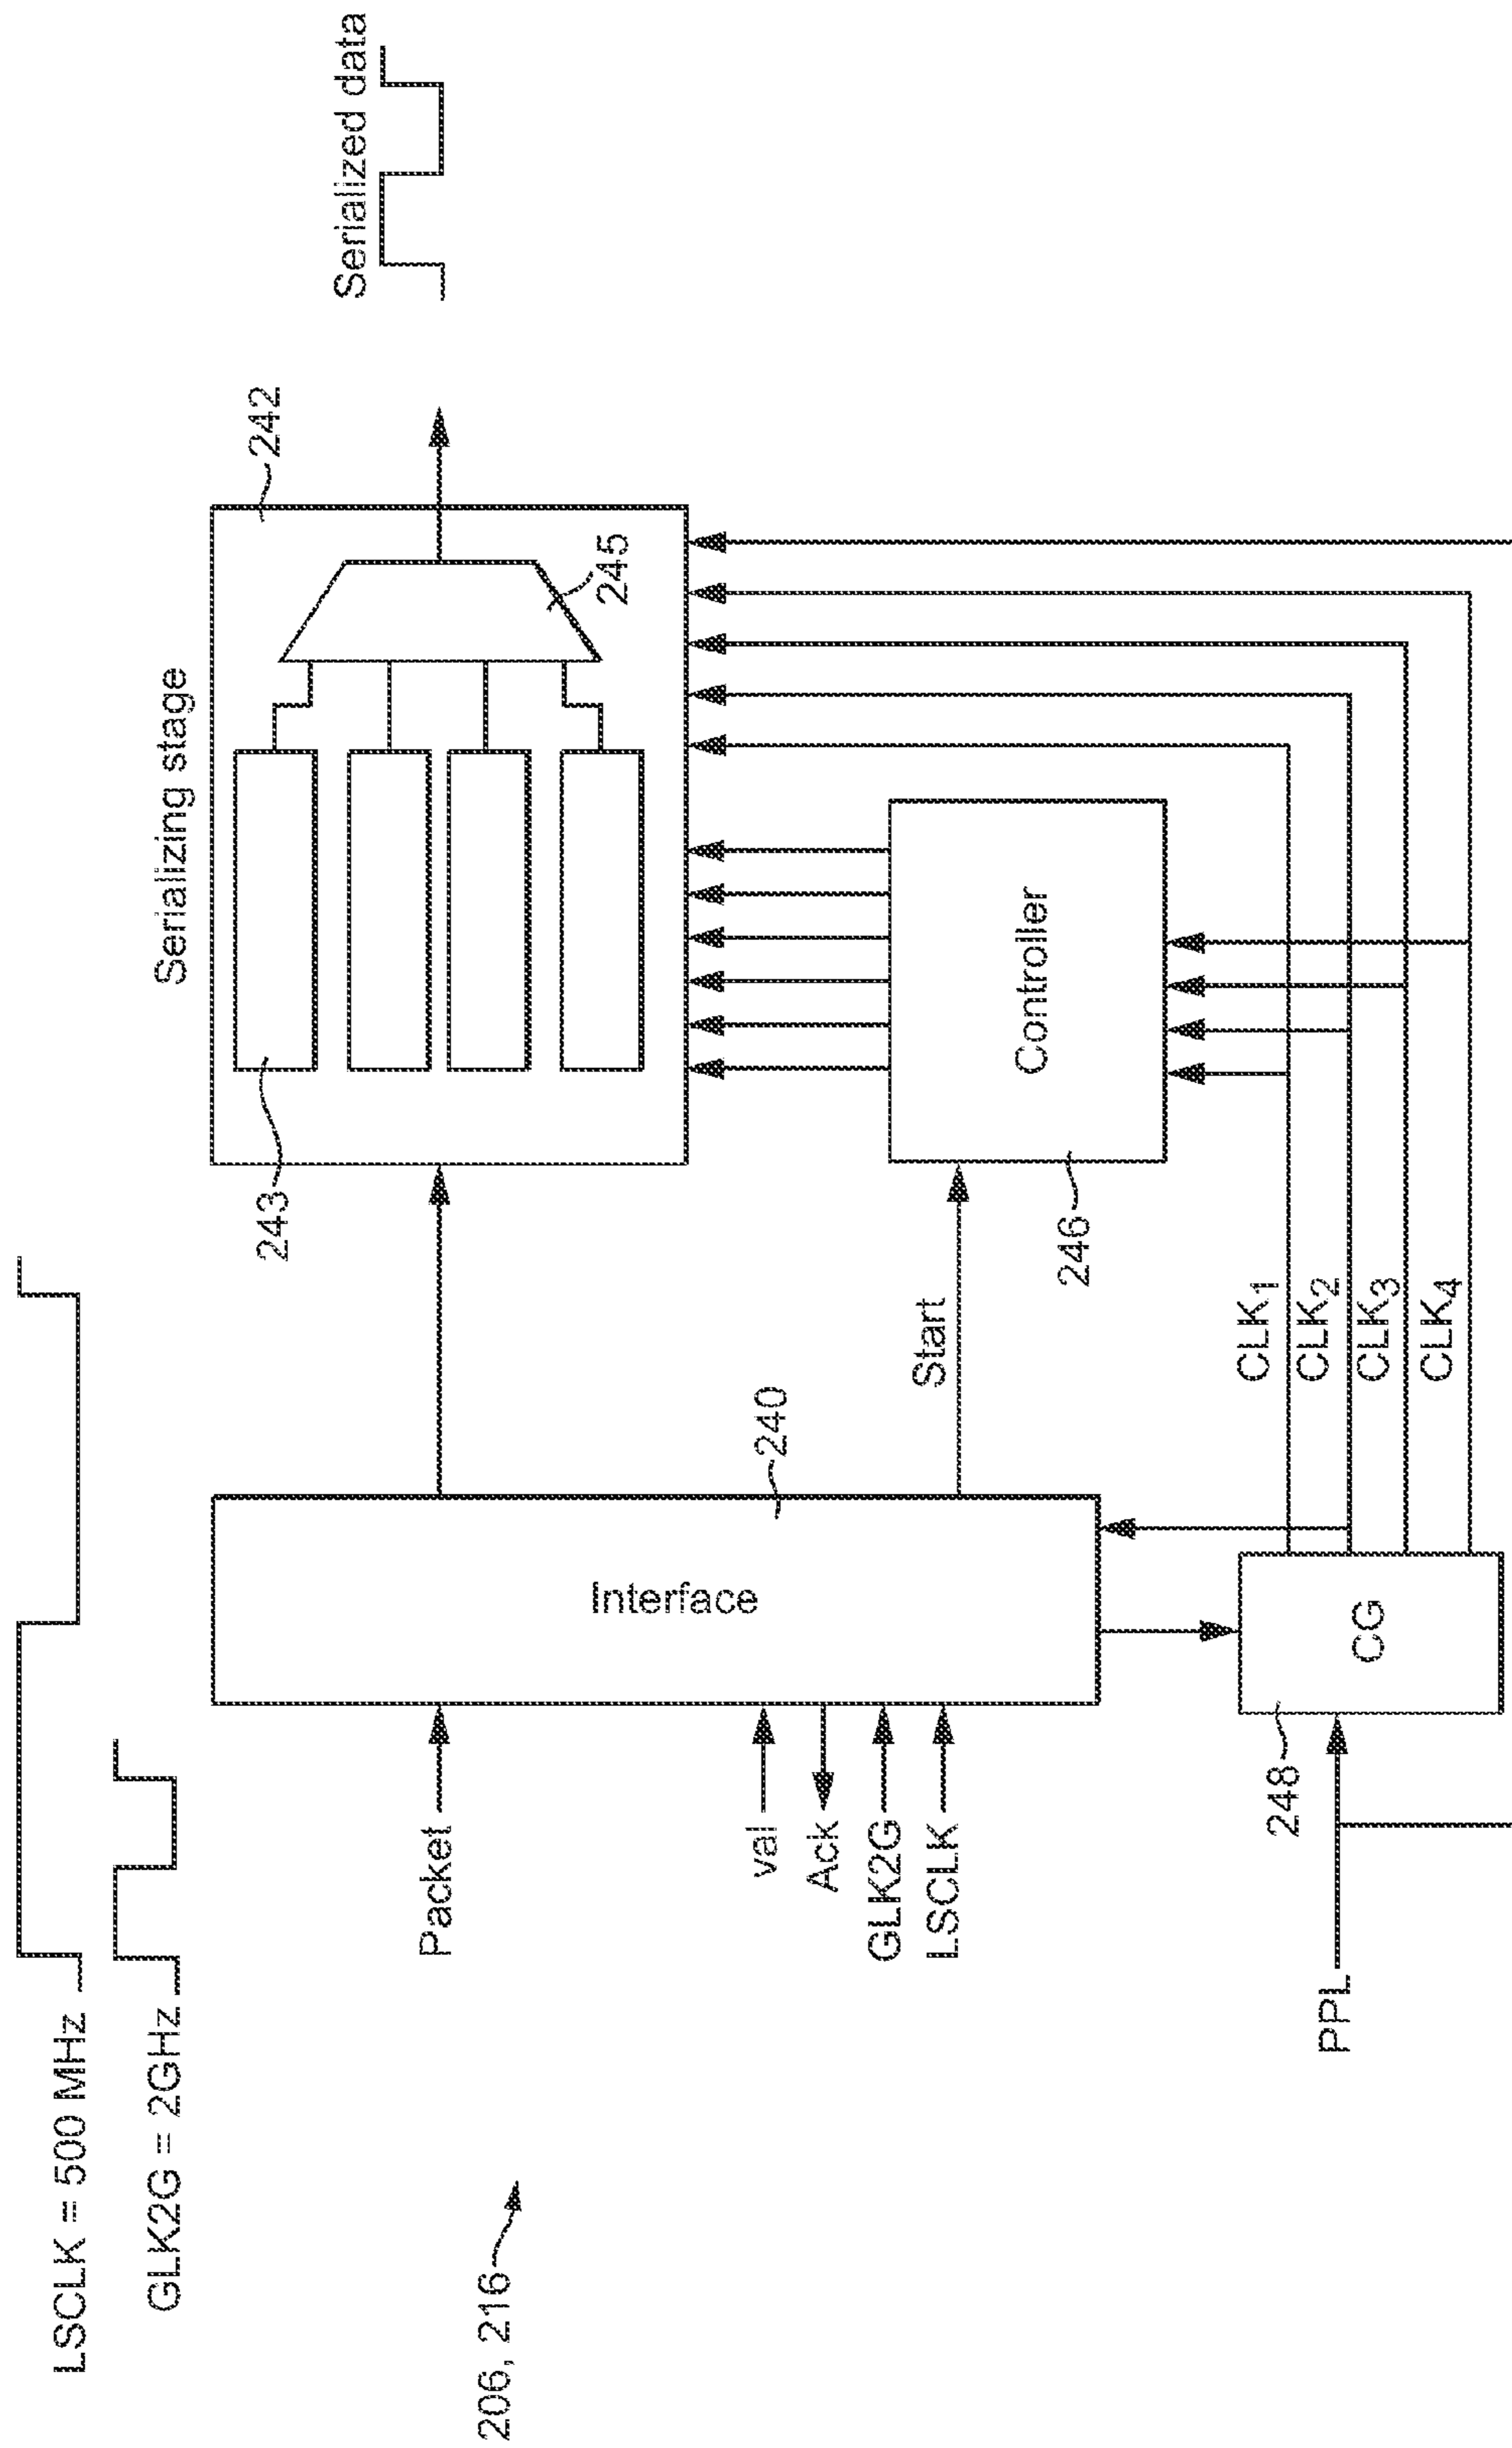 LSCLK = 500 MHz
GLK2G = 2GHz
206, 216
Packet
val
Ack
GLK2G
LSCLK
PPL
248
CG
Interface
240
Start
CLK1
CLK2
CLK3
CLK4
246
Controller
243
Serializing stage
245
242
Serialized data